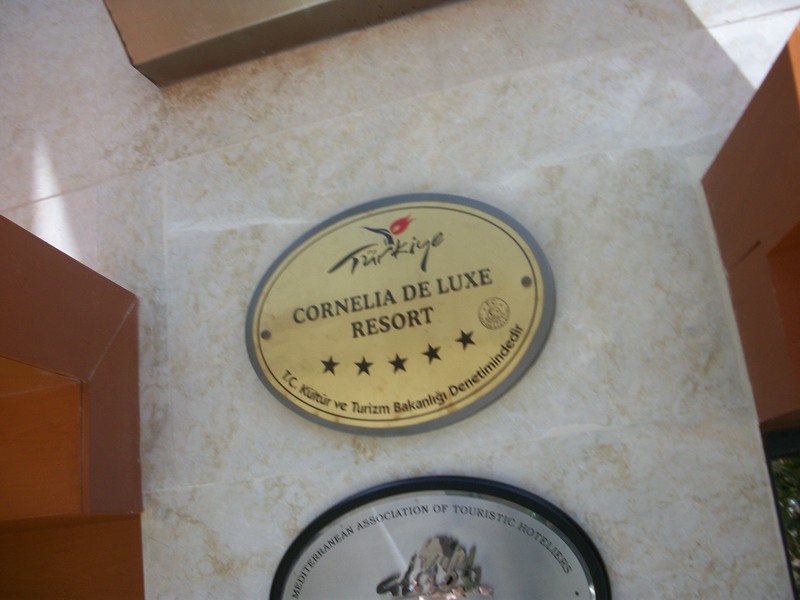 Türkiye
CORNELIA DE LUXE
RESORT
T.C. Kültür ve Turizm Bakanlığı Denetimindedir
MEDITERRANEAN ASSOCIATION OF TOURISTIC HOTELIERS